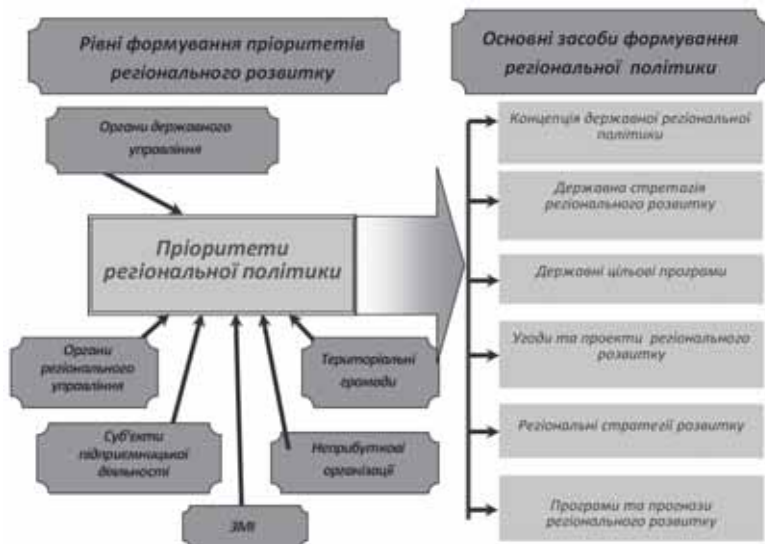 Рівні формування пріоритетів
регіонального розвитку
Органи державного
управління
Пріоритети
регіональної політики
Органи
регіонального
управління
Територіальні
громади
Суб'єкти
підприємницької
діяльності
Неприбуткові
організації
ЗМІ
Основні засоби формування
регіональної політики
Концепція державної регіональної
політики
Державна стретагія
регіонального розвитку
Державні цільові програми
Угоди та проекти регіонального
розвитку
Регіональні стратегії розвитку
Програми та прогнози
регіонального розвитку